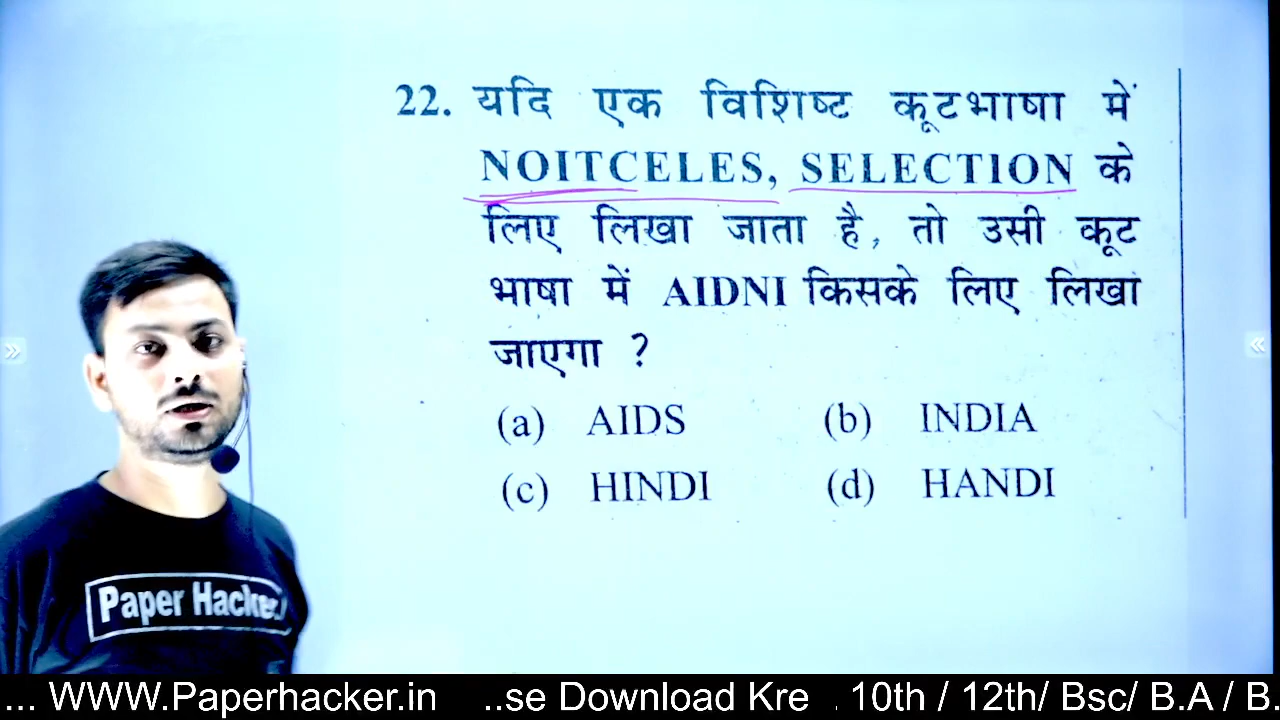 22. यदि एक विशिष्ट कूटभाषा में
NOITCELES, SELECTION के
लिए लिखा जाता है, तो उसी कूट
भाषा में AIDNI किसके लिए लिखा
जाएगा ?
(a) AIDS (b) INDIA
(c) HINDI (d) HANDI
Paper Hacker
... WWW.Paperhacker.in ..se Download Kre . 10th / 12th/ Bsc/ B.A / B.